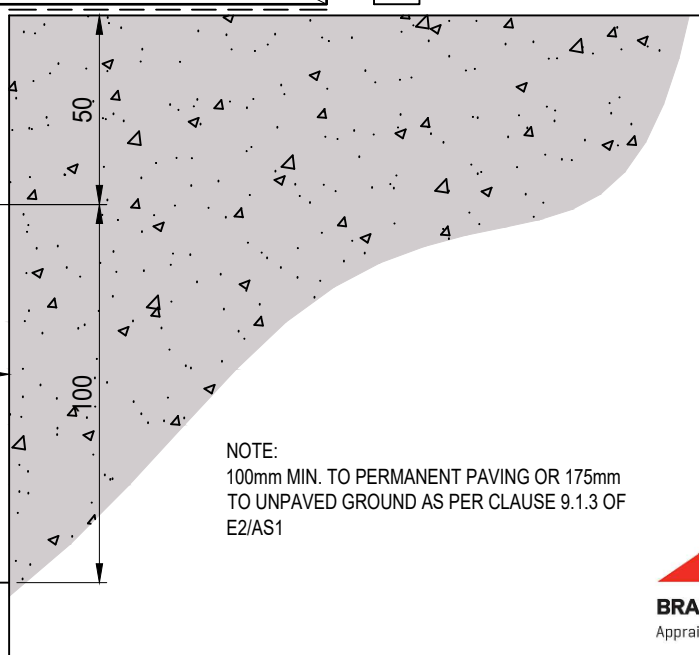 50
100
NOTE:
100mm MIN. TO PERMANENT PAVING OR 175mm
TO UNPAVED GROUND AS PER CLAUSE 9.1.3 OF
E2/AS1
BRA
Apprai